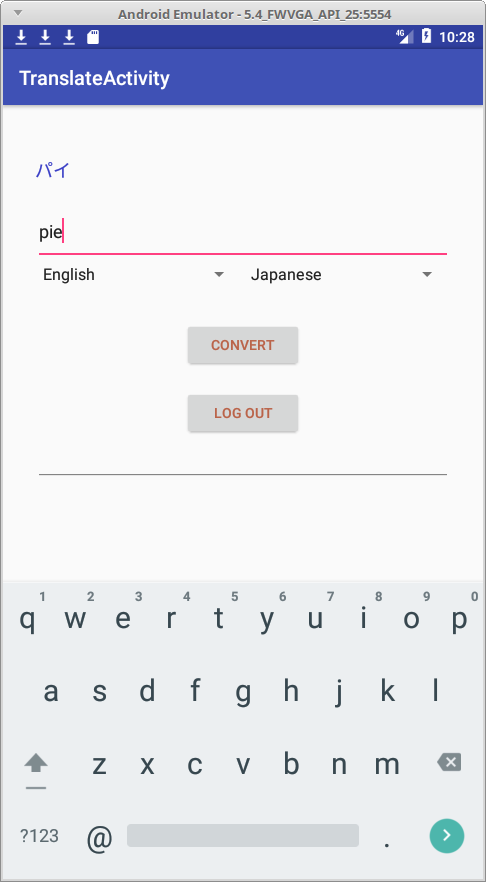 Android Emulator - 5.4_FWVGA_API_25:5554
4G 10:28
TranslateActivity
パイ
pie
English Japanese
CONVERT
LOG OUT
1 2 3 4 5 6 7 8 9 0
q w e r t y u i o p
a s d f g h j k l
z x c v b n m
?123 @ .